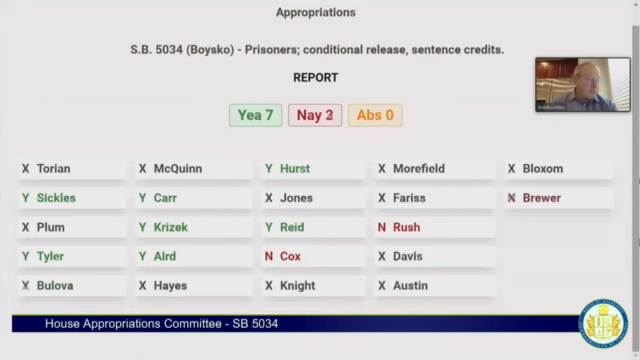 Appropriations
S.B. 5034 (Boysko) - Prisoners; conditional release, sentence credits.
REPORT
Yea 7 Nay 2 Abs 0
X Torian X McQuinn Y Hurst X Morefield X Bloxom
Y Sickles Y Carr X Jones X Fariss N Brewer
X Plum Y Krizek Y Reid N Rush
Y Tyler Y Aird N Cox X Davis
X Bulova X Hayes X Knight X Austin
House Appropriations Committee - SB 5034